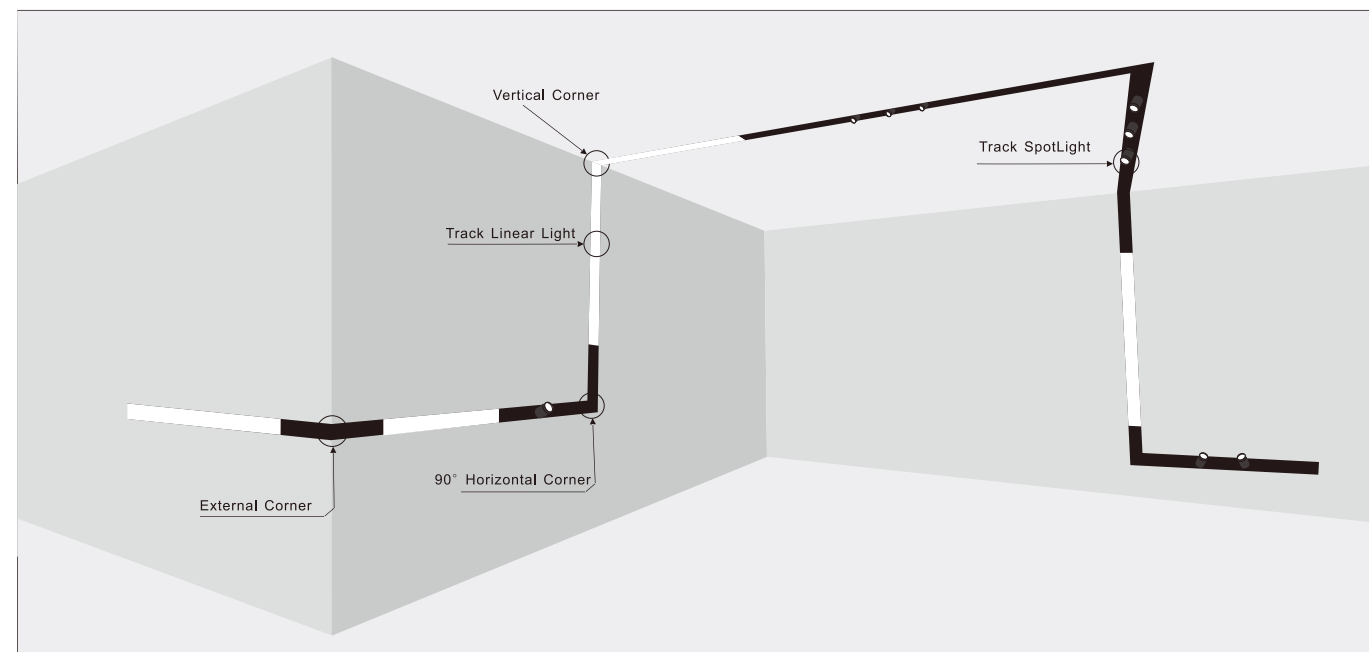 Vertical Corner
Track SpotLight
Track Linear Light
90° Horizontal Corner
External Corner